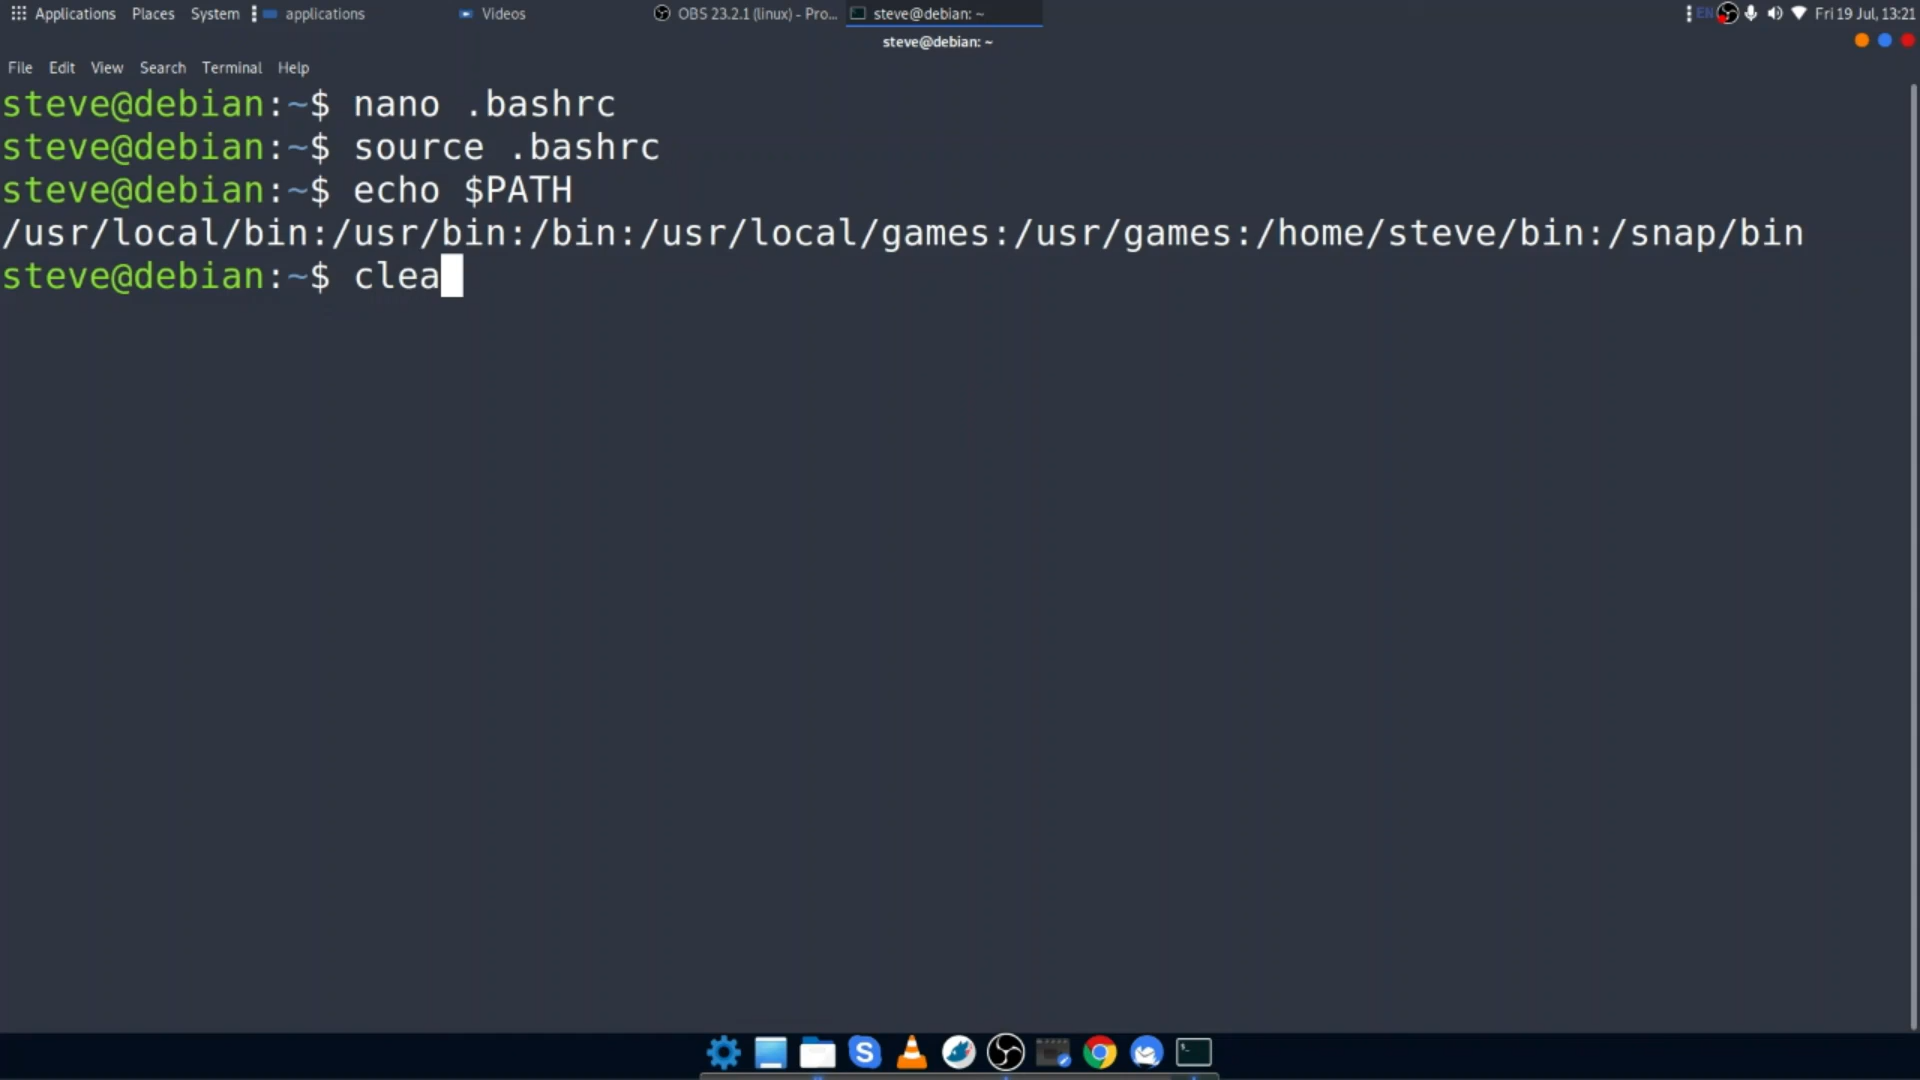 Applications Places System applications Videos OBS 23.2.1 (linux) - Pro... steve@debian: ~ EN Fri 19 Jul, 13:21
steve@debian: ~
File Edit View Search Terminal Help
steve@debian:~$ nano .bashrc
steve@debian:~$ source .bashrc
steve@debian:~$ echo $PATH
/usr/local/bin:/usr/bin:/bin:/usr/local/games:/usr/games:/home/steve/bin:/snap/bin
steve@debian:~$ clea